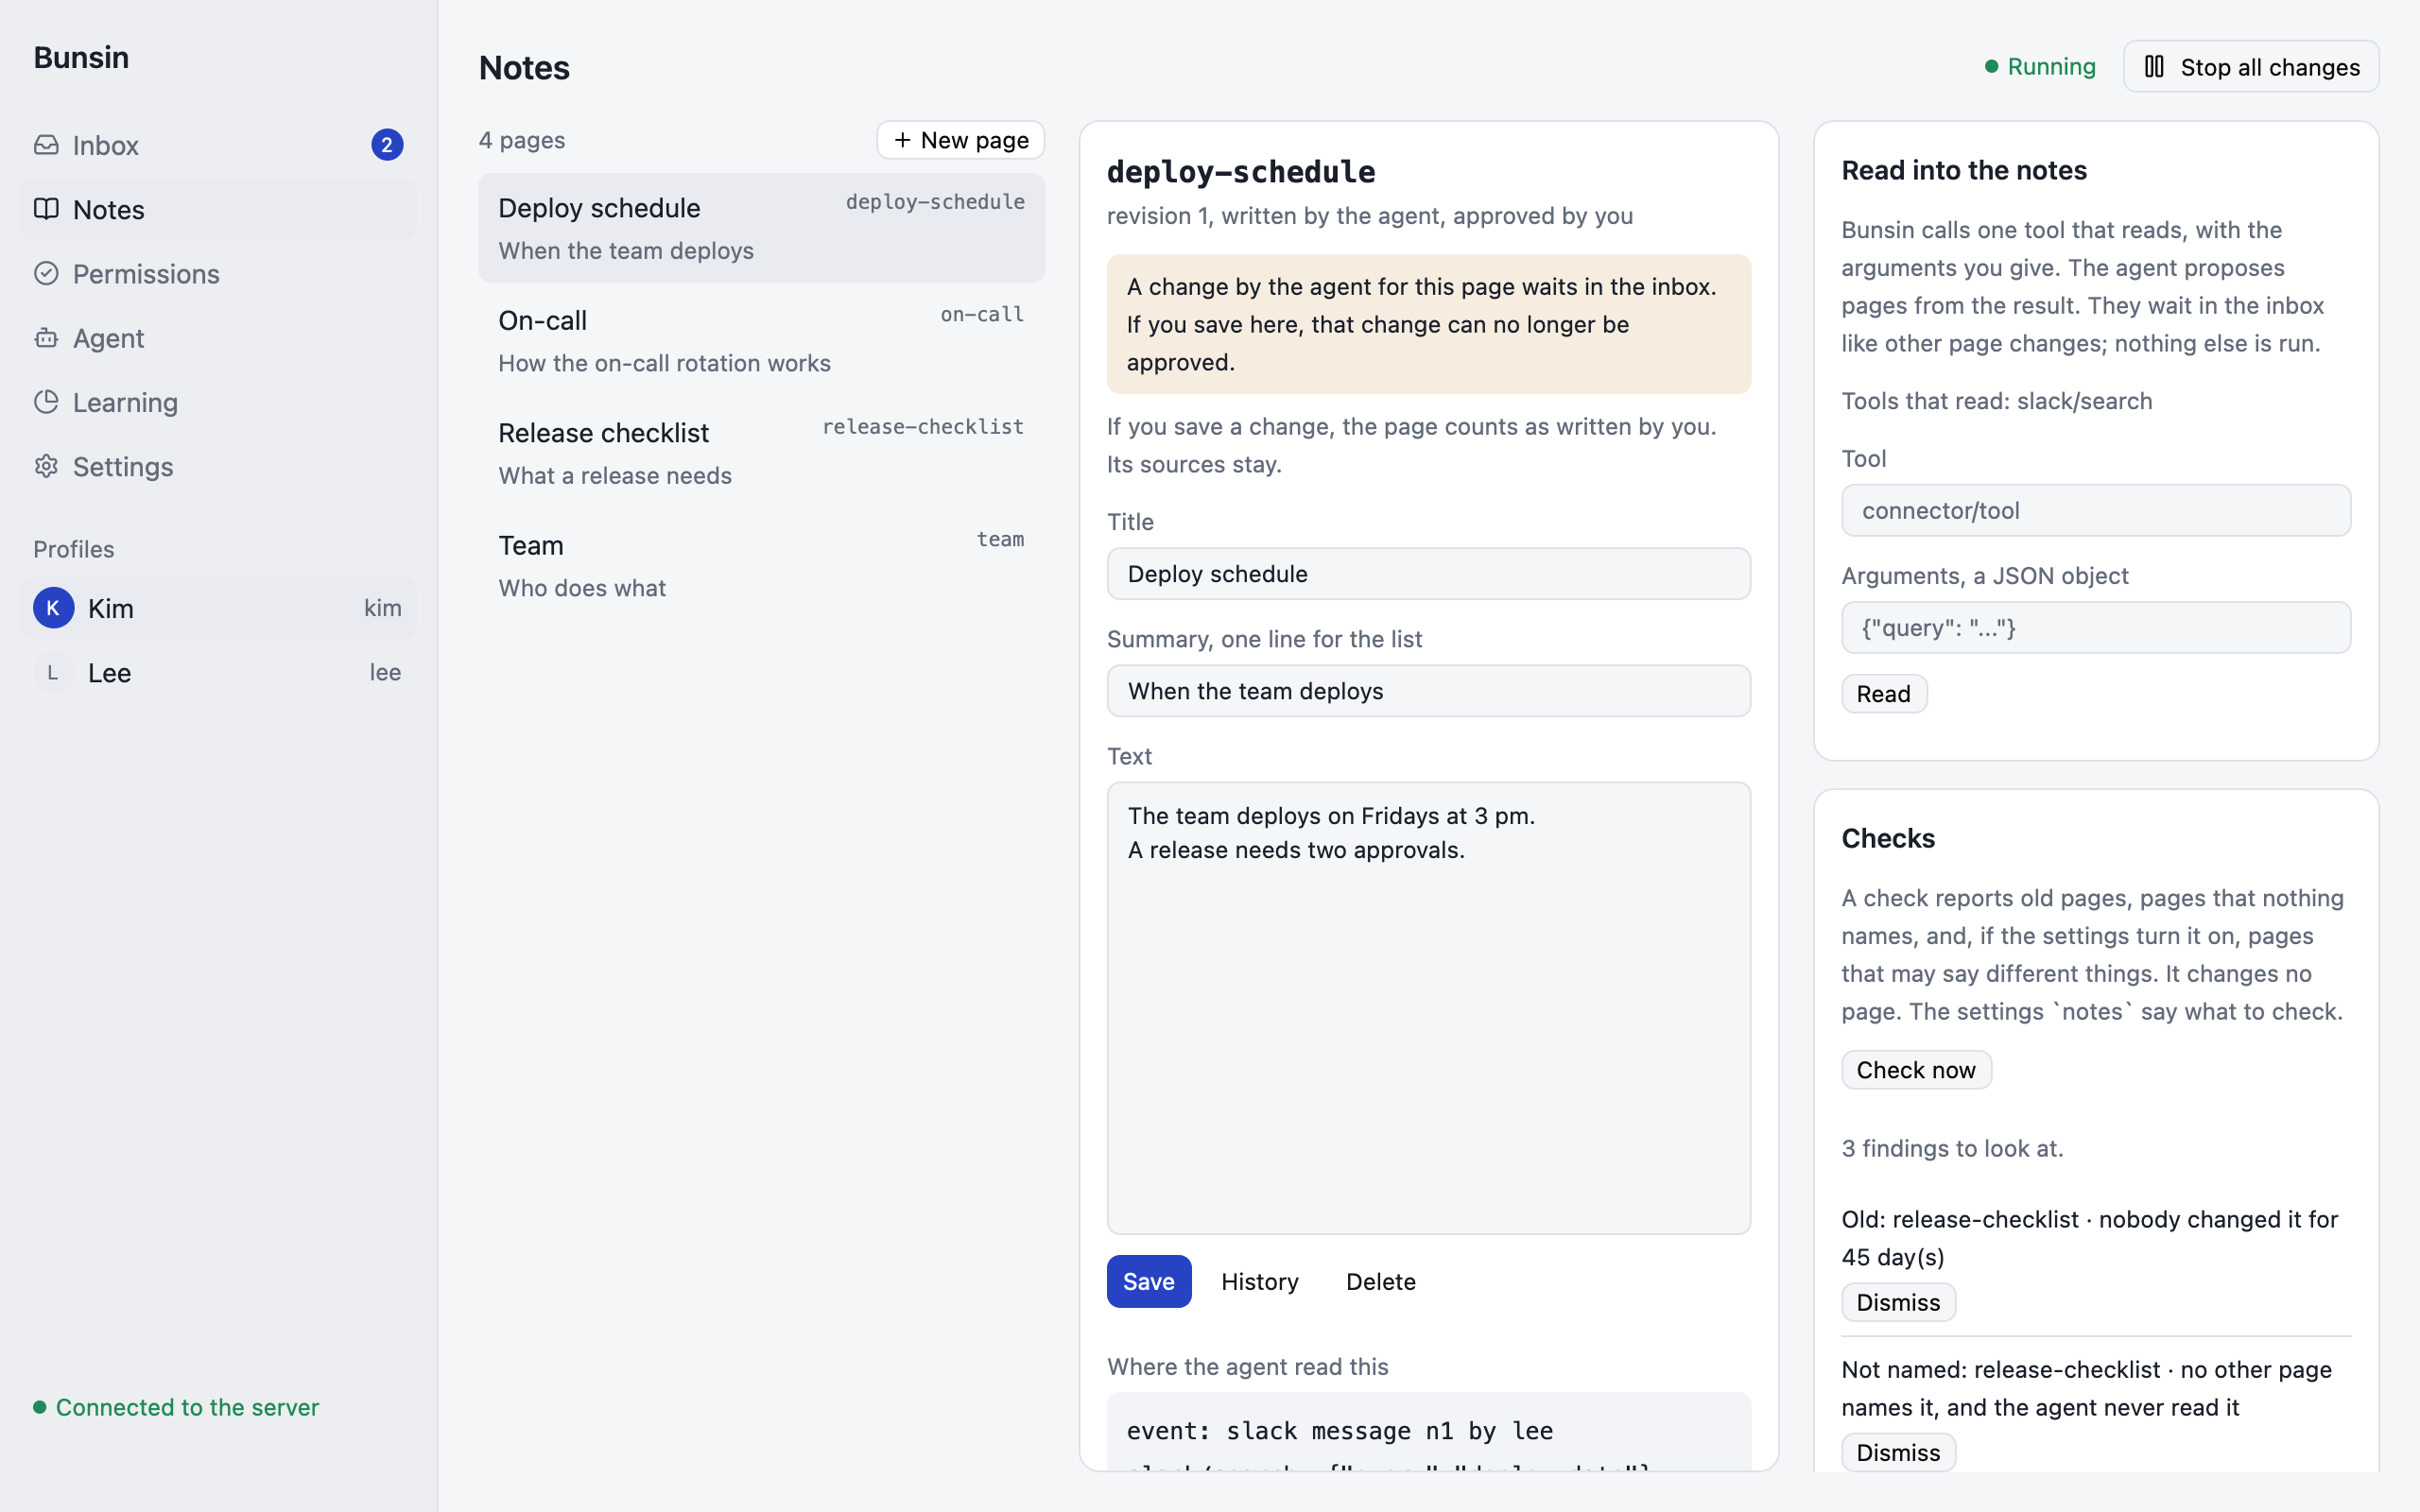 Bunsin
Inbox
2
Notes
Permissions
Agent
Learning
Settings
Profiles
K
Kim
kim
L
Lee
lee
Connected to the server
Notes
Running
Stop all changes
4 pages
+ New page
Deploy schedule
deploy-schedule
When the team deploys
On-call
on-call
How the on-call rotation works
Release checklist
release-checklist
What a release needs
Team
team
Who does what
deploy-schedule
revision 1, written by the agent, approved by you
A change by the agent for this page waits in the inbox.
If you save here, that change can no longer be
approved.
If you save a change, the page counts as written by you.
Its sources stay.
Title
Deploy schedule
Summary, one line for the list
When the team deploys
Text
The team deploys on Fridays at 3 pm.
A release needs two approvals.
Save
History
Delete
Where the agent read this
event: slack message n1 by lee
Read into the notes
Bunsin calls one tool that reads, with the
arguments you give. The agent proposes
pages from the result. They wait in the inbox
like other page changes; nothing else is run.
Tools that read: slack/search
Tool
connector/tool
Arguments, a JSON object
{"query": "..."}
Read
Checks
A check reports old pages, pages that nothing
names, and, if the settings turn it on, pages
that may say different things. It changes no
page. The settings `notes` say what to check.
Check now
3 findings to look at.
Old: release-checklist · nobody changed it for
45 day(s)
Dismiss
Not named: release-checklist · no other page
names it, and the agent never read it
Dismiss